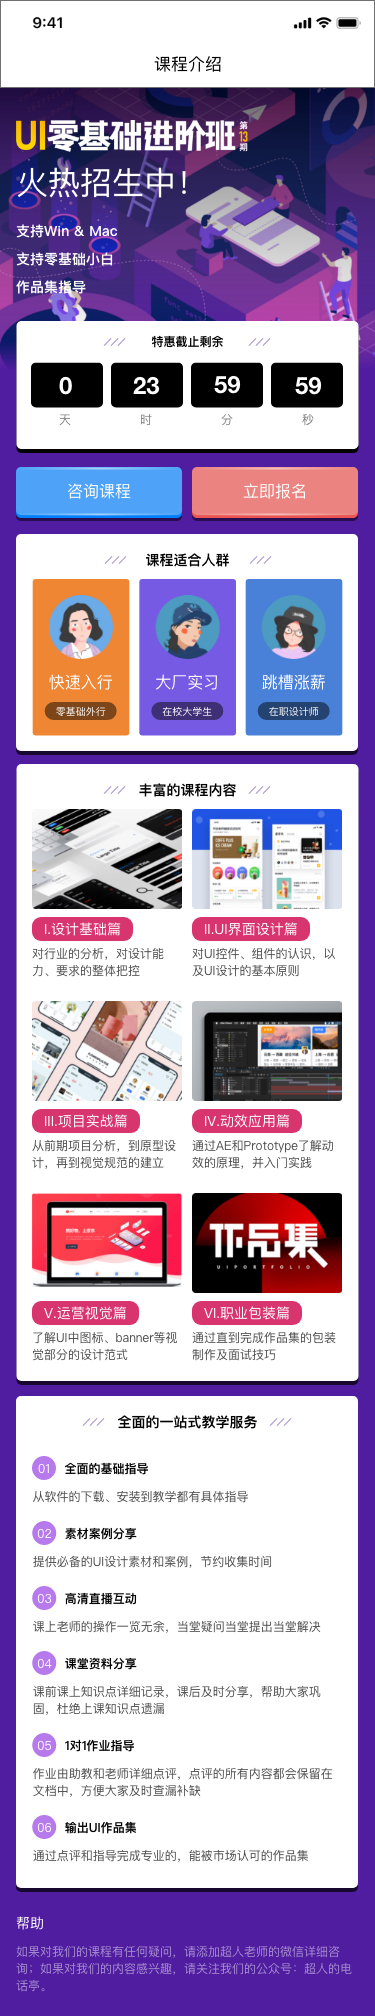 9:41
课程介绍
UI零基础进阶班 第13期
火热招生中！
支持Win & Mac
支持零基础小白
作品集指导
特惠截止剩余
0 23 59 59
天 时 分 秒
咨询课程 立即报名
课程适合人群
快速入行 大厂实习 跳槽涨薪
零基础外行 在校大学生 在职设计师
丰富的课程内容
I.设计基础篇
对行业的分析，对设计能
力、要求的整体把控
II.UI界面设计篇
对UI控件、组件的认识，以
及UI设计的基本原则
III.项目实战篇
从前期项目分析，到原型设
计，再到视觉规范的建立
IV.动效应用篇
通过AE和Prototype了解动
效的原理，并入门实践
作品集
UIPORTFOLIO
V.运营视觉篇
了解UI中图标、banner等视
觉部分的设计范式
VI.职业包装篇
通过直到完成作品集的包装
制作及面试技巧
全面的一站式教学服务
01 全面的基础指导
从软件的下载、安装到教学都有具体指导
02 素材案例分享
提供必备的UI设计素材和案例，节约收集时间
03 高清直播互动
课上老师的操作一览无余，当堂疑问当堂提出当堂解决
04 课堂资料分享
课前课上知识点详细记录，课后及时分享，帮助大家巩
固，杜绝上课知识点遗漏
05 1对1作业指导
作业由助教和老师详细点评，点评的所有内容都会保留在
文档中，方便大家及时查漏补缺
06 输出UI作品集
通过点评和指导完成专业的，能被市场认可的作品集
帮助
如果对我们的课程有任何疑问，请添加超人老师的微信详细咨
询；如果对我们的内容感兴趣，请关注我们的公众号：超人的电
话亭。